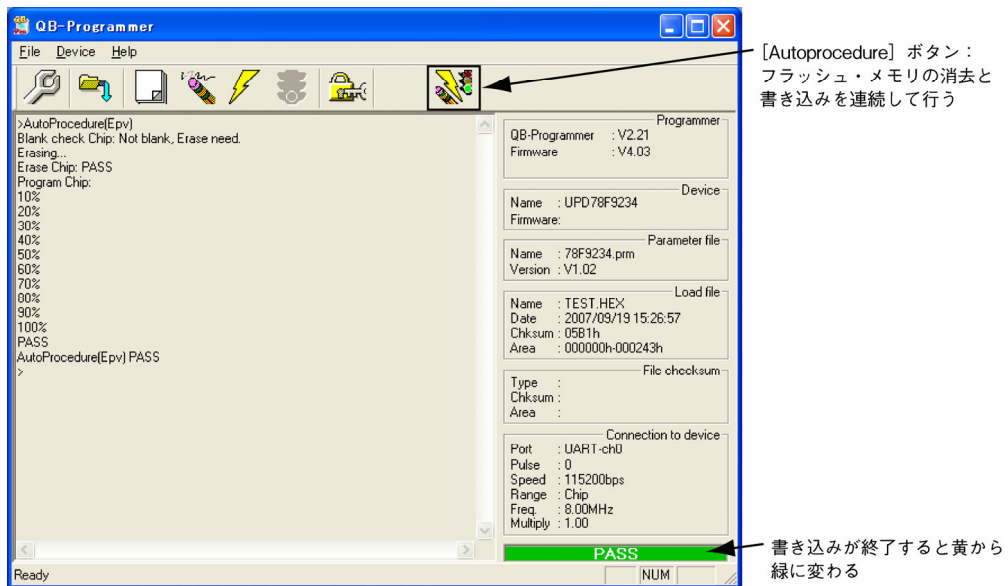 QB-Programmer
File Device Help
>AutoProcedure(Epv)
Blank check Chip: Not blank, Erase need.
Erasing...
Erase Chip: PASS
Program Chip:
10%
20%
30%
40%
50%
60%
70%
80%
90%
100%
PASS
AutoProcedure(Epv) PASS
>
Programmer
QB-Programmer : V2.21
Firmware : V4.03
Device
Name : UPD78F9234
Firmware:
Parameter file
Name : 78F9234.prm
Version : V1.02
Load file
Name : TEST.HEX
Date : 2007/09/19 15:26:57
Chksum : 05B1h
Area : 000000h-000243h
File checksum
Type :
Chksum :
Area :
Connection to device
Port : UART-ch0
Pulse : 0
Speed : 115200bps
Range : Chip
Freq. : 8.00MHz
Multiply : 1.00
PASS
Ready NUM
[Autoprocedure] ボタン：
フラッシュ・メモリの消去と
書き込みを連続して行う
書き込みが終了すると黄から
緑に変わる